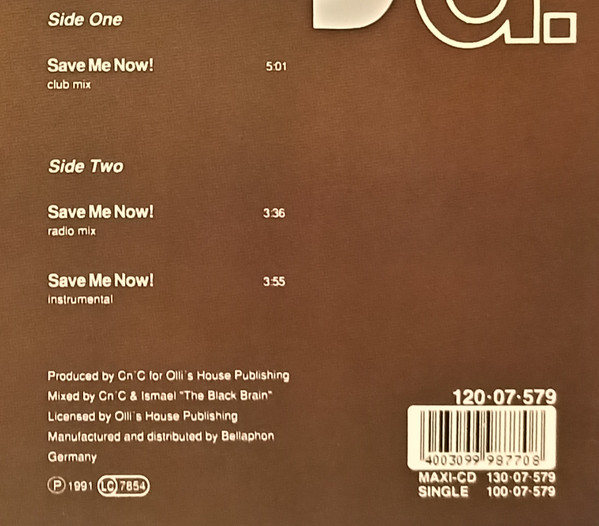 Side One
Save Me Now! 5:01
club mix
Side Two
Save Me Now! 3:36
radio mix
Save Me Now! 3:55
instrumental
Produced by Cn´C for Olli´s House Publishing
Mixed by Cn´C & Ismael "The Black Brain"
Licensed by Olli´s House Publishing
Manufactured and distributed by Bellaphon
Germany
Ⓟ 1991 LC 7854
120·07·579
4003099 987708
MAXI-CD 130·07·579
SINGLE 100·07·579